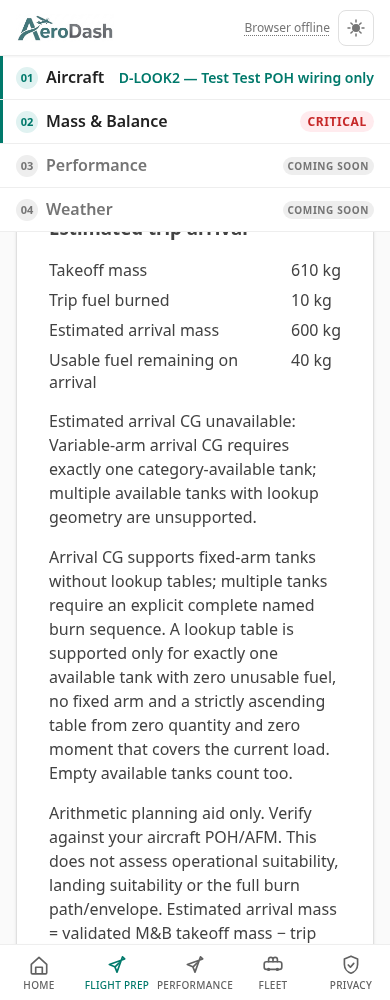 AeroDash
Browser offline
01 Aircraft D-LOOK2 — Test Test POH wiring only
02 Mass & Balance CRITICAL
03 Performance COMING SOON
04 Weather COMING SOON
Estimated trip arrival
Takeoff mass 610 kg
Trip fuel burned 10 kg
Estimated arrival mass 600 kg
Usable fuel remaining on 40 kg
arrival
Estimated arrival CG unavailable:
Variable-arm arrival CG requires
exactly one category-available tank;
multiple available tanks with lookup
geometry are unsupported.
Arrival CG supports fixed-arm tanks
without lookup tables; multiple tanks
require an explicit complete named
burn sequence. A lookup table is
supported only for exactly one
available tank with zero unusable fuel,
no fixed arm and a strictly ascending
table from zero quantity and zero
moment that covers the current load.
Empty available tanks count too.
Arithmetic planning aid only. Verify
against your aircraft POH/AFM. This
does not assess operational suitability,
landing suitability or the full burn
path/envelope. Estimated arrival mass
= validated M&B takeoff mass − trip
HOME FLIGHT PREP PERFORMANCE FLEET PRIVACY